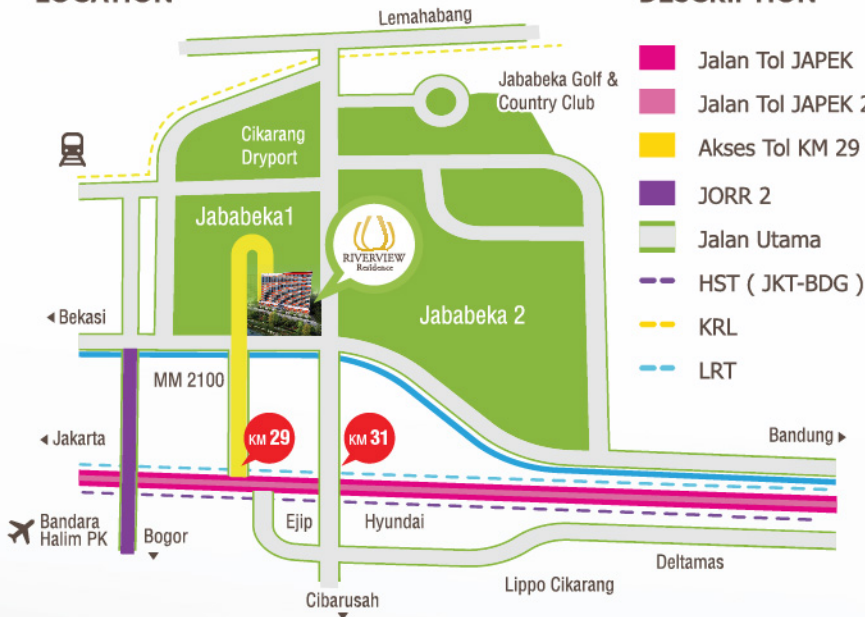 LOCATION
DESCRIPTION
Lemahabang
Jababeka Golf &
Country Club
Cikarang
Dryport
Jababeka1
RIVERVIEW
Residence
Jababeka 2
Bekasi
MM 2100
Jakarta
KM 29
KM 31
Bandung
Bandara
Halim PK
Bogor
Ejip
Hyundai
Deltamas
Lippo Cikarang
Cibarusah
Jalan Tol JAPEK
Jalan Tol JAPEK 2
Akses Tol KM 29
JORR 2
Jalan Utama
HST ( JKT-BDG )
KRL
LRT